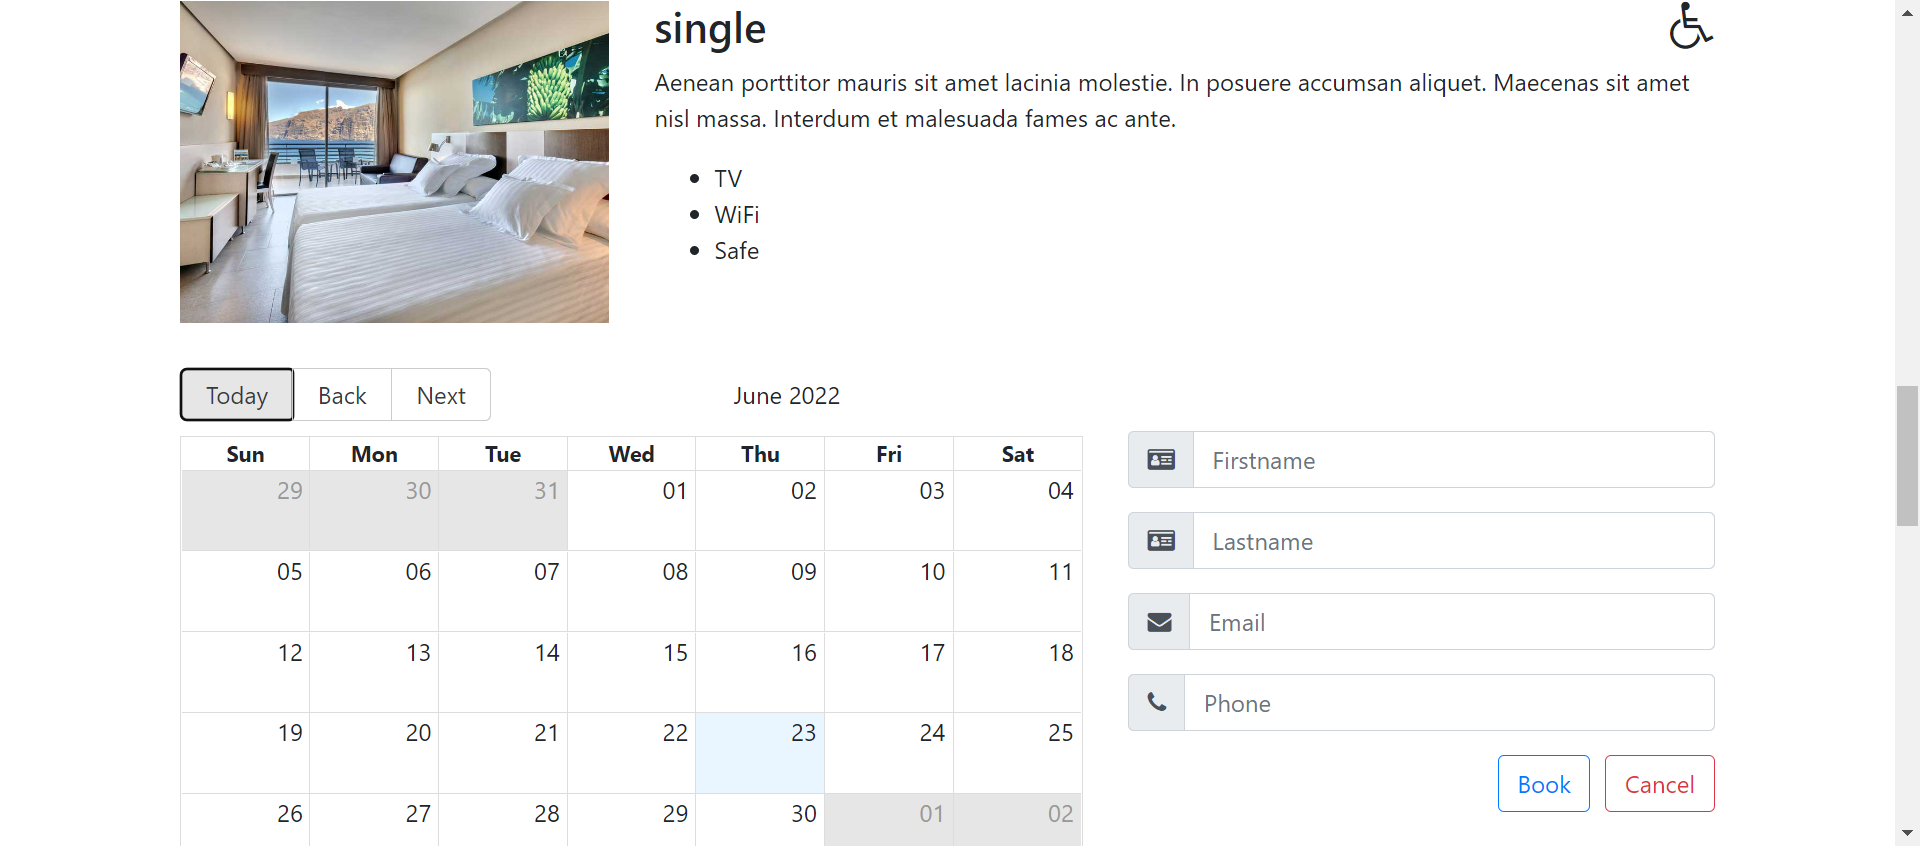 single
Aenean porttitor mauris sit amet lacinia molestie. In posuere accumsan aliquet. Maecenas sit amet
nisl massa. Interdum et malesuada fames ac ante.
TV
WiFi
Safe
Today Back Next June 2022
Sun Mon Tue Wed Thu Fri Sat
29 30 31 01 02 03 04
05 06 07 08 09 10 11
12 13 14 15 16 17 18
19 20 21 22 23 24 25
26 27 28 29 30 01 02
Firstname
Lastname
Email
Phone
Book Cancel